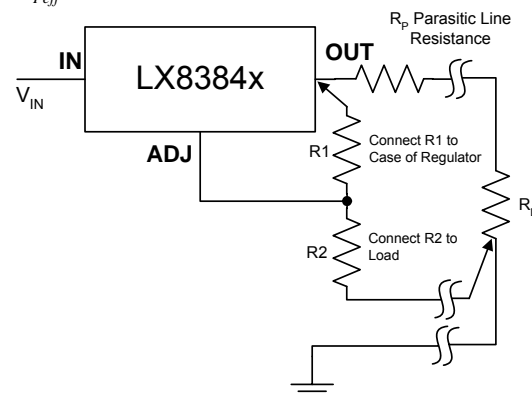 R_P Parasitic Line
Resistance
IN
LX8384x
OUT
V_IN
ADJ
R1
Connect R1 to
Case of Regulator
R2
Connect R2 to
Load